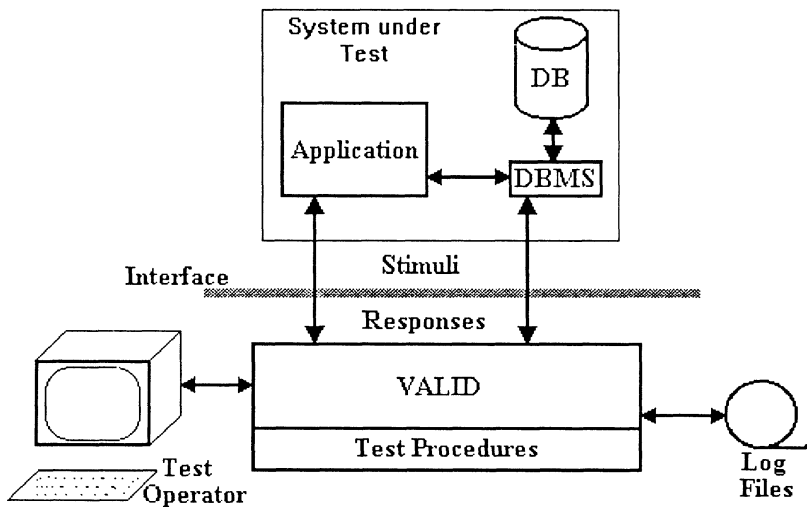 System under
Test
DB
Application
DBMS
Stimuli
Interface
Responses
VALID
Test Procedures
Test
Operator
Log
Files